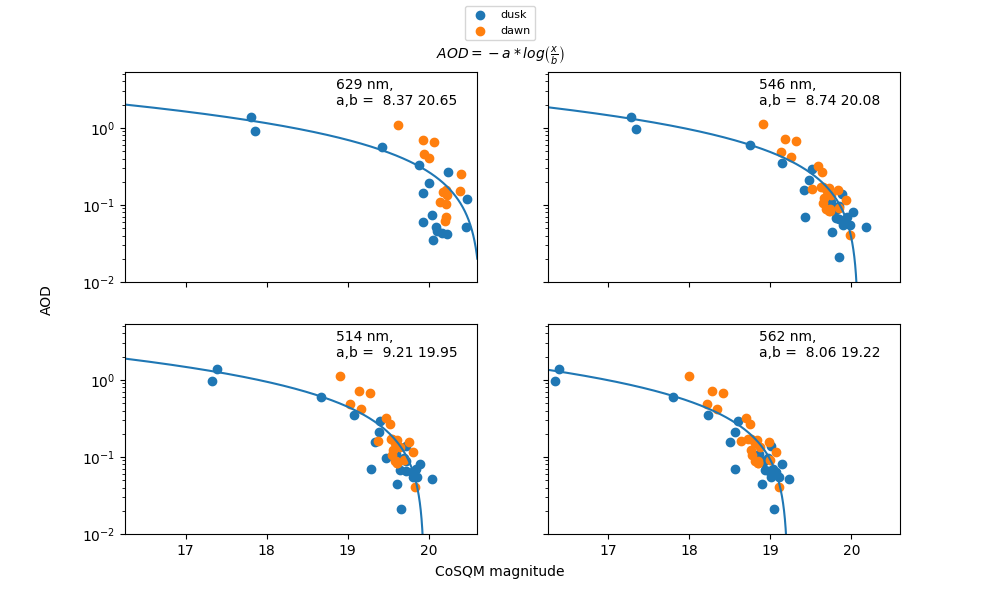 dusk
dawn
AOD = −a * log(x/b)
629 nm,
a,b =  8.37 20.65
546 nm,
a,b =  8.74 20.08
10⁰
10⁻¹
10⁻²
AOD
514 nm,
a,b =  9.21 19.95
562 nm,
a,b =  8.06 19.22
10⁰
10⁻¹
10⁻²
17 18 19 20
17 18 19 20
CoSQM magnitude